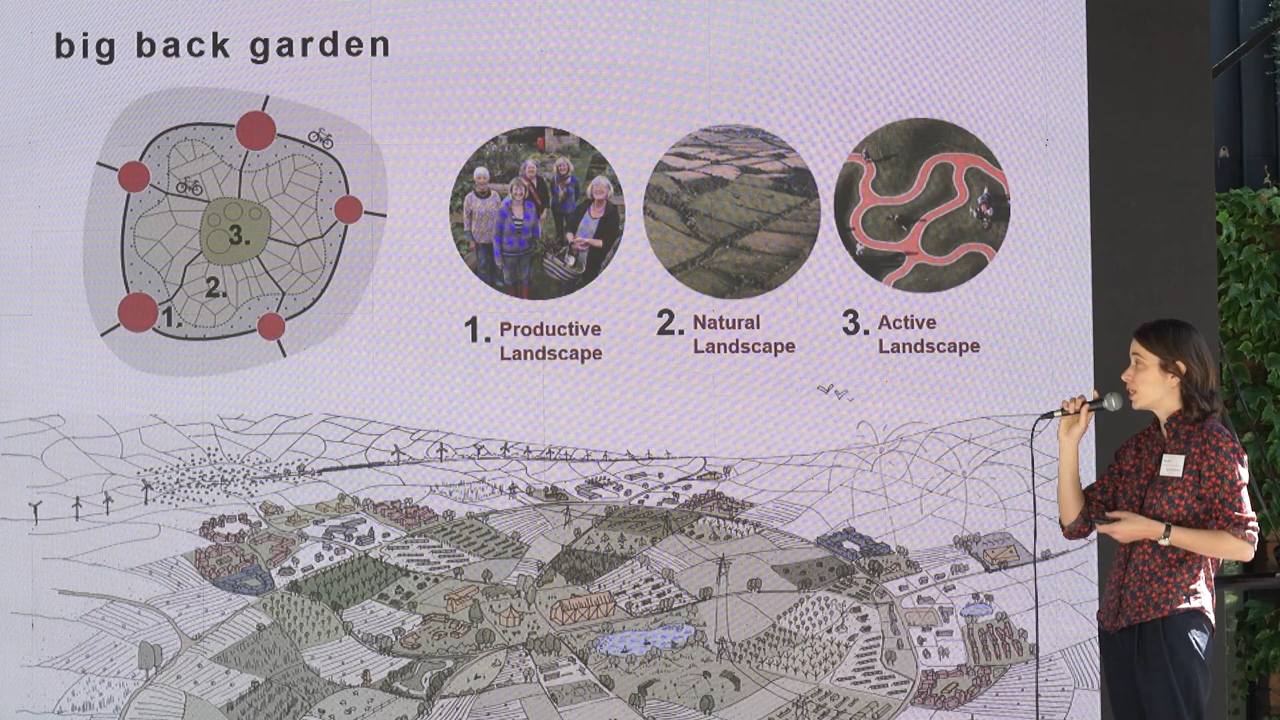 big back garden
3.
2.
1.
1. Productive
Landscape
2. Natural
Landscape
3. Active
Landscape